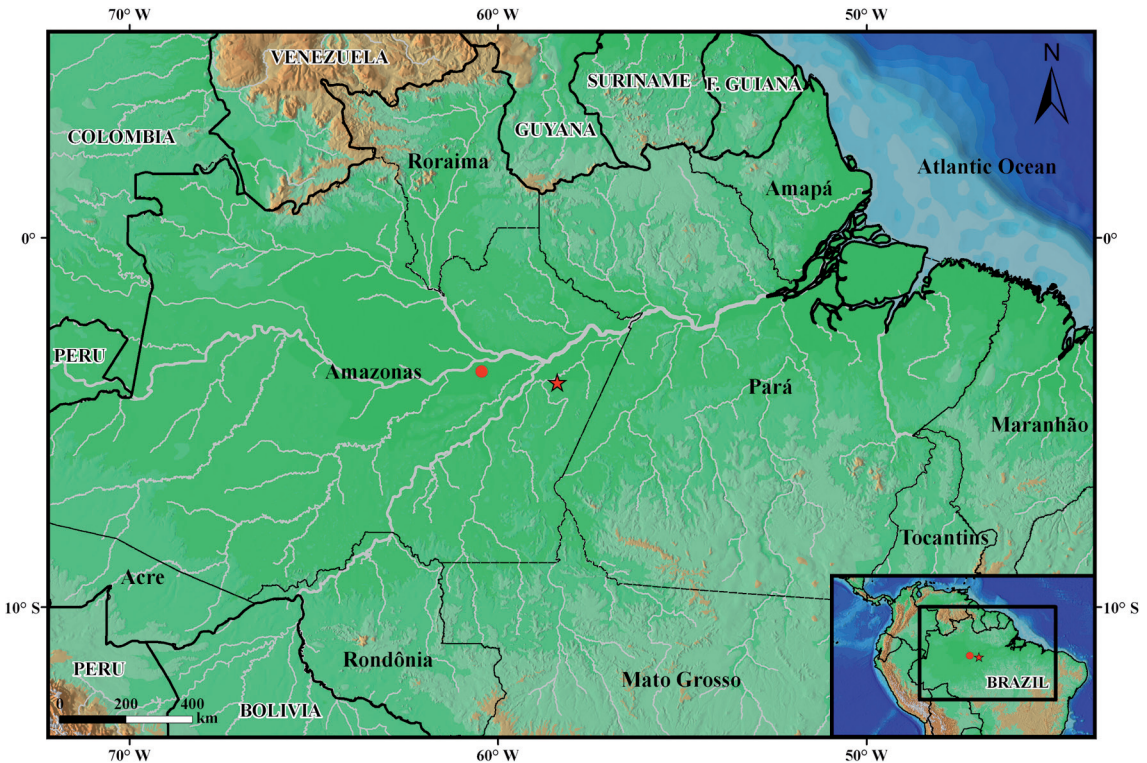 70° W
60° W
50° W
VENEZUELA
N
SURINAME
F. GUIANA
COLOMBIA
GUYANA
Roraima
Atlantic Ocean
Amapá
0°
0°
PERU
Amazonas
Pará
Maranhão
Tocantins
Acre
10° S
10° S
Rondônia
PERU
Mato Grosso
BRAZIL
0 200 400
km
BOLIVIA
70° W
60° W
50° W